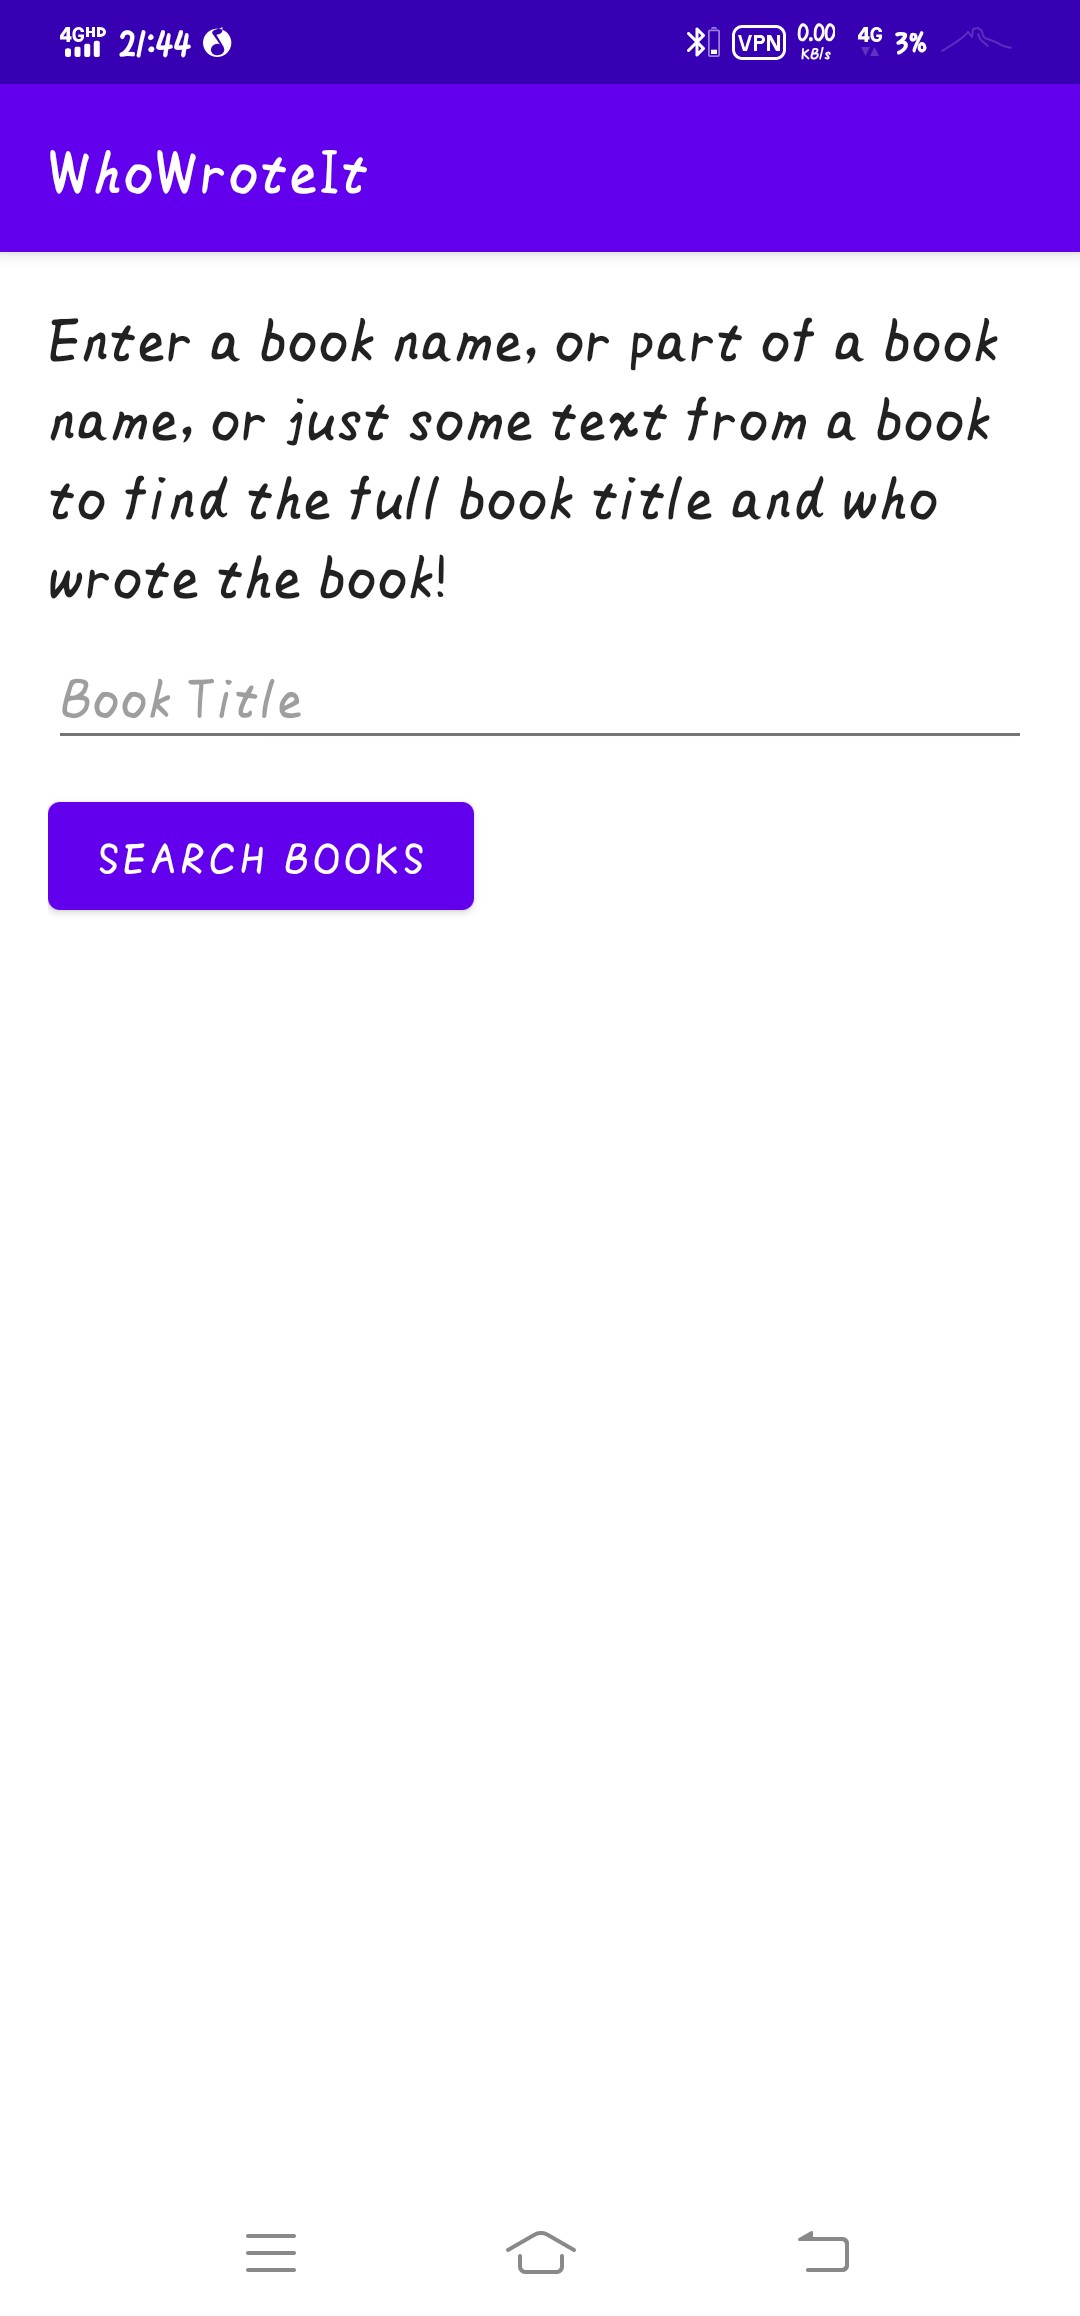 4GHD 21:44 VPN 0.00 KB/s 4G 3%
WhoWroteIt
Enter a book name, or part of a book
name, or just some text from a book
to find the full book title and who
wrote the book!
Book Title
SEARCH BOOKS